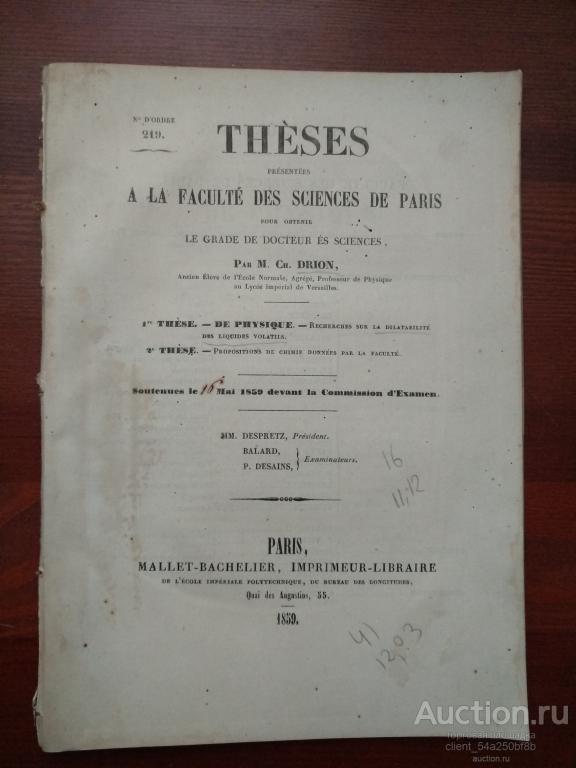 N° D'ORDRE
219.
THÈSES
PRÉSENTÉES
A LA FACULTÉ DES SCIENCES DE PARIS
POUR OBTENIR
LE GRADE DE DOCTEUR ÈS SCIENCES,
PAR M. CH. DRION,
Ancien Élève de l'École Normale, Agrégé, Professeur de Physique
au Lycée impérial de Versailles.
1re THÈSE. — DE PHYSIQUE. — RECHERCHES SUR LA DILATABILITÉ
DES LIQUIDES VOLATILS.
2e THÈSE. — PROPOSITIONS DE CHIMIE DONNÉES PAR LA FACULTÉ.
Soutenues le 16 Mai 1859 devant la Commission d'Examen.
MM. DESPRETZ, Président.
BALARD,
P. DESAINS, } Examinateurs.
16
11,12
PARIS,
MALLET-BACHELIER, IMPRIMEUR-LIBRAIRE
DE L'ÉCOLE IMPÉRIALE POLYTECHNIQUE, DU BUREAU DES LONGITUDES,
Quai des Augustins, 55.
1859.
Auction.ru
торговая площадка
client_54a250bf8b
auction.ru